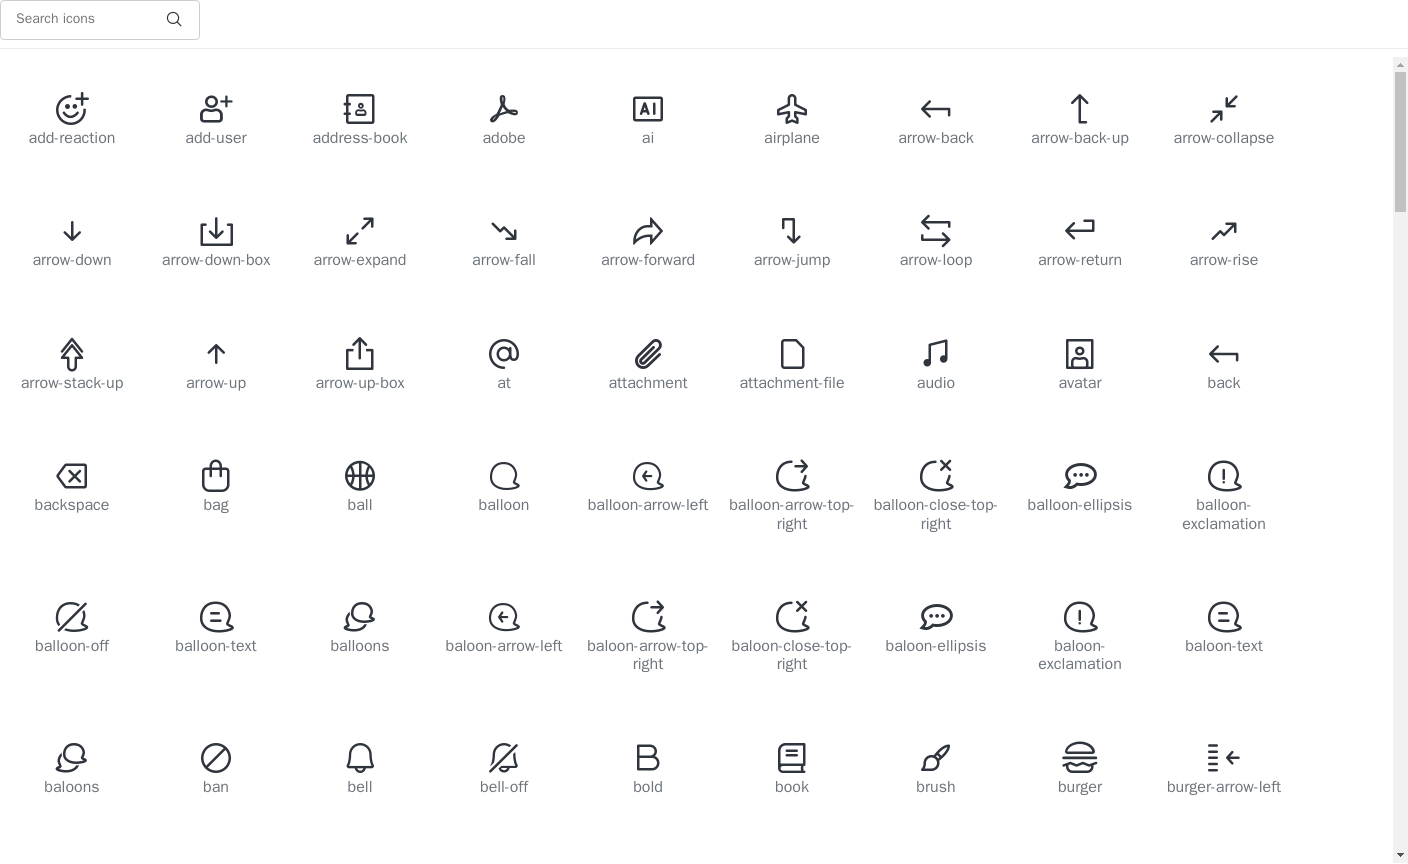 Search icons
add-reaction
add-user
address-book
adobe
AI
ai
airplane
arrow-back
arrow-back-up
arrow-collapse
arrow-down
arrow-down-box
arrow-expand
arrow-fall
arrow-forward
arrow-jump
arrow-loop
arrow-return
arrow-rise
arrow-stack-up
arrow-up
arrow-up-box
at
attachment
attachment-file
audio
avatar
back
backspace
bag
ball
balloon
balloon-arrow-left
balloon-arrow-top-
right
balloon-close-top-
right
balloon-ellipsis
balloon-
exclamation
balloon-off
balloon-text
balloons
baloon-arrow-left
baloon-arrow-top-
right
baloon-close-top-
right
baloon-ellipsis
baloon-
exclamation
baloon-text
baloons
ban
bell
bell-off
B
bold
book
brush
burger
burger-arrow-left